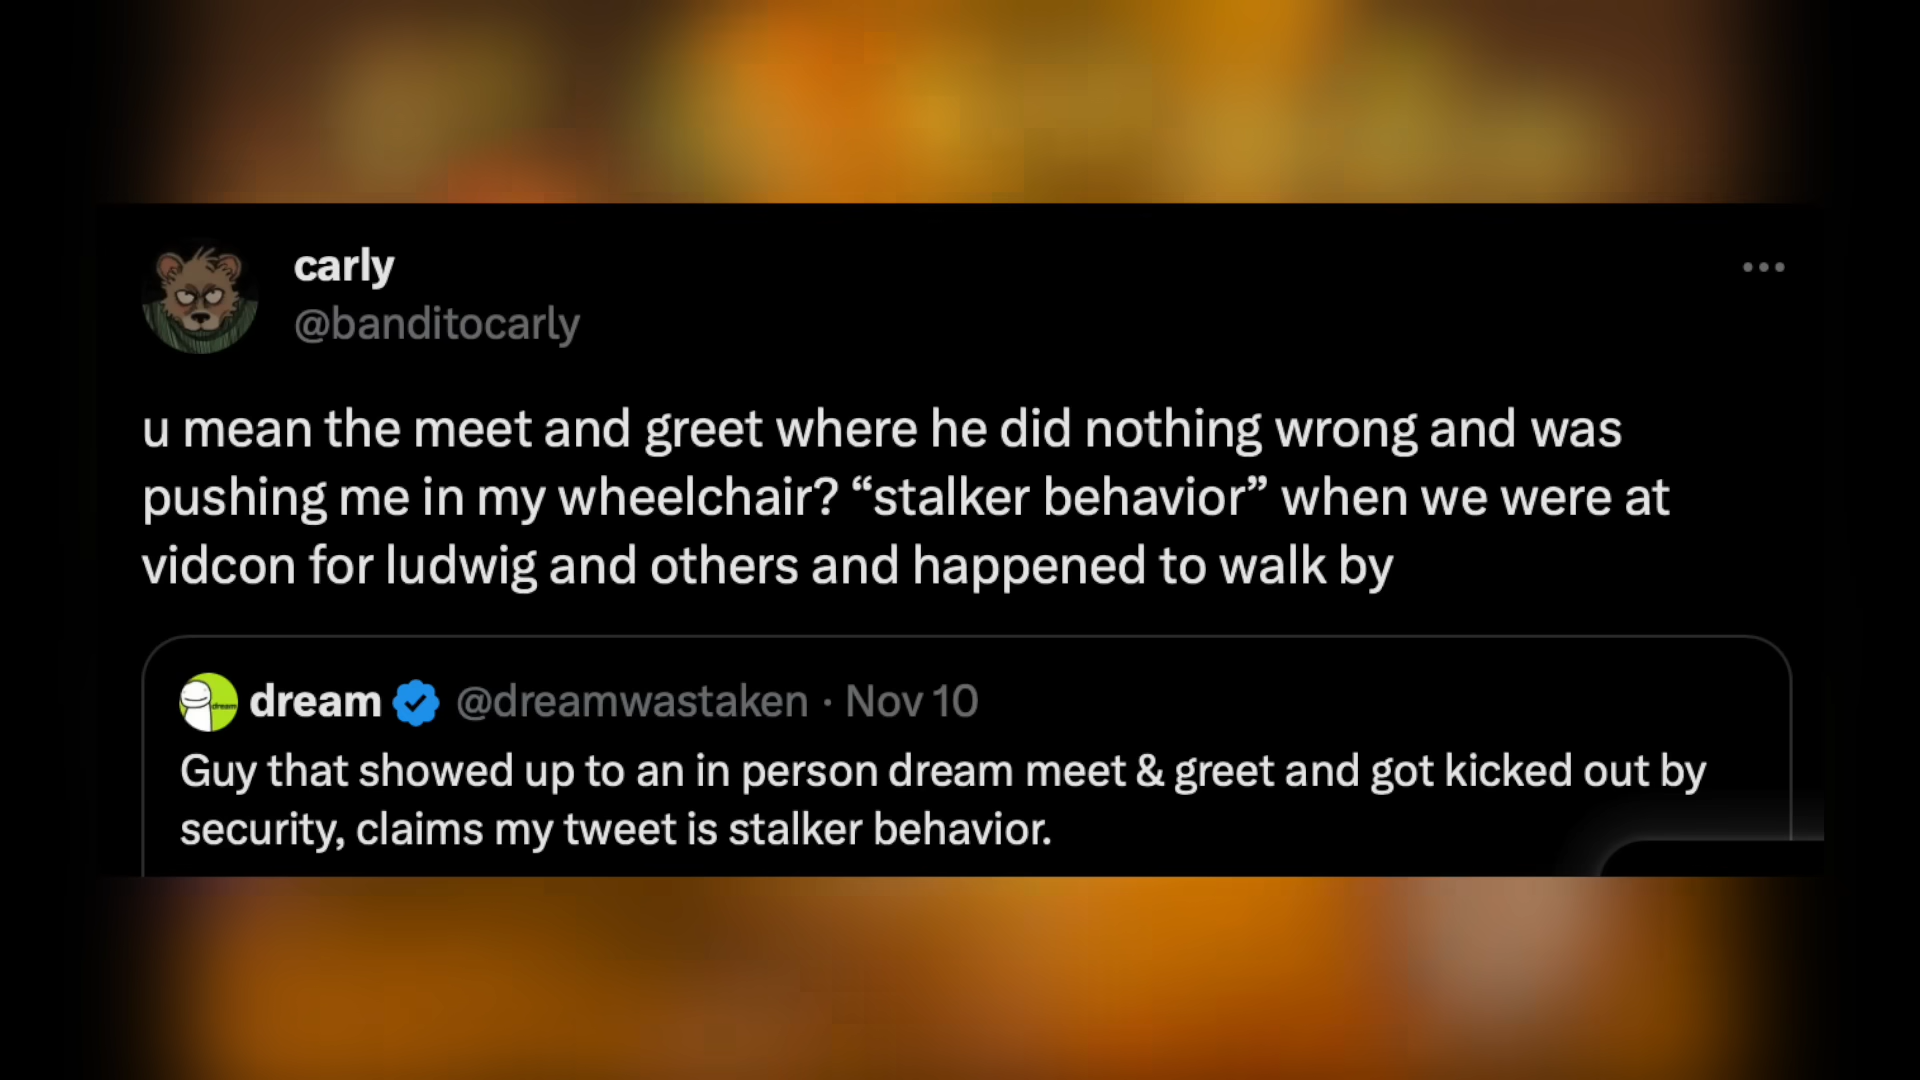 carly
@banditocarly
u mean the meet and greet where he did nothing wrong and was
pushing me in my wheelchair? “stalker behavior” when we were at
vidcon for ludwig and others and happened to walk by
dream @dreamwastaken · Nov 10
dream
Guy that showed up to an in person dream meet & greet and got kicked out by
security, claims my tweet is stalker behavior.